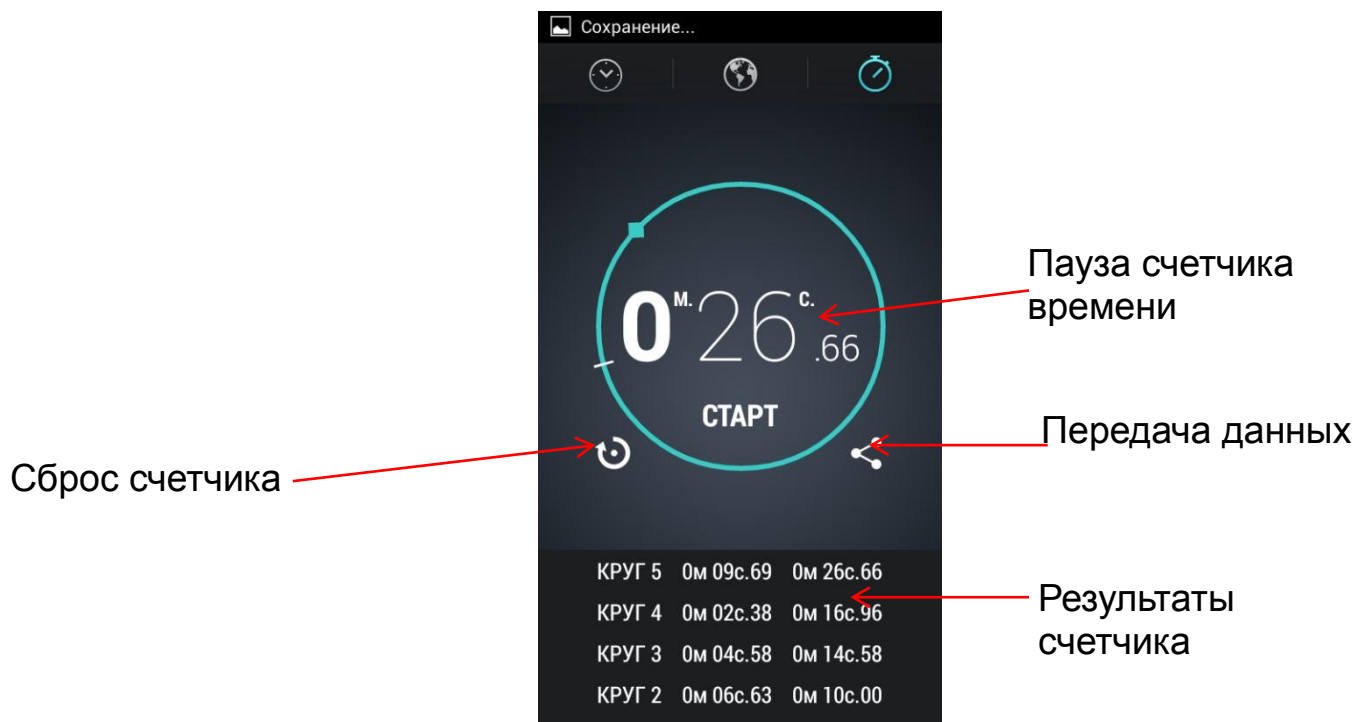 Сохранение...
0 м. 26 с. .66
СТАРТ
Пауза счетчика
времени
Передача данных
Сброс счетчика
КРУГ 5 0м 09с.69 0м 26с.66
КРУГ 4 0м 02с.38 0м 16с.96
КРУГ 3 0м 04с.58 0м 14с.58
КРУГ 2 0м 06с.63 0м 10с.00
Результаты
счетчика